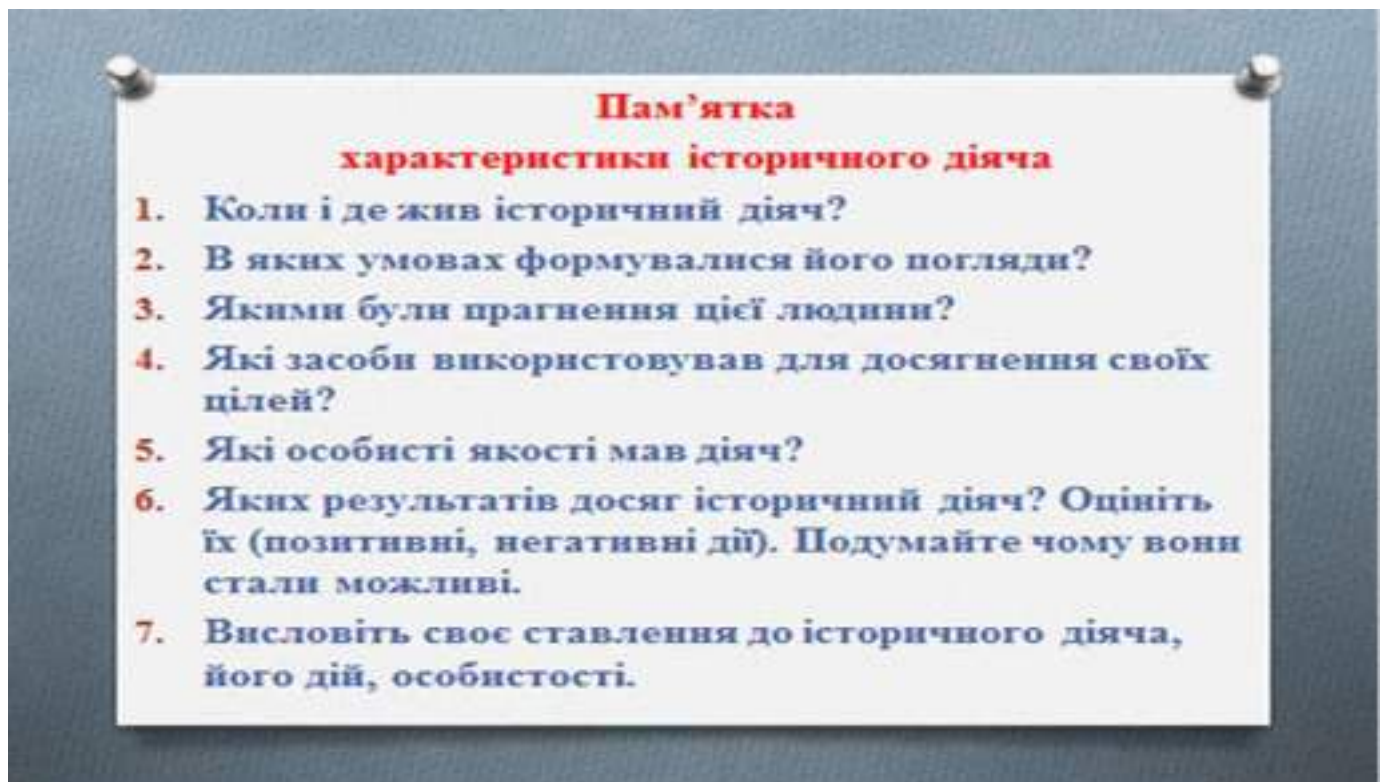 Пам’ятка
характеристики історичного діяча
1. Коли і де жив історичний діяч?
2. В яких умовах формувалися його погляди?
3. Якими були прагнення цієї людини?
4. Які засоби використовував для досягнення своїх
цілей?
5. Які особисті якості мав діяч?
6. Яких результатів досяг історичний діяч? Оцініть
їх (позитивні, негативні дії). Подумайте чому вони
стали можливі.
7. Висловіть своє ставлення до історичного діяча,
його дій, особистості.